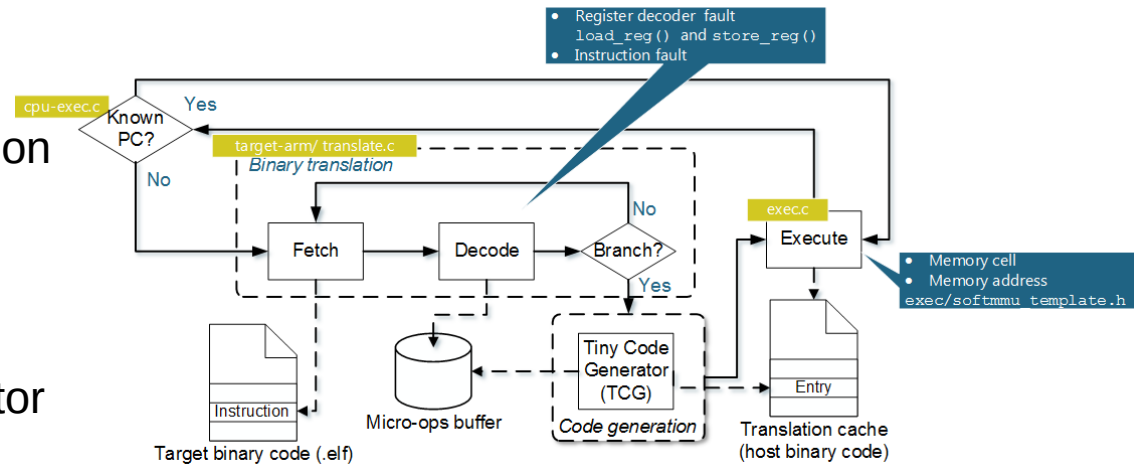 ● Register decoder fault
load_reg() and store_reg()
● Instruction fault
cpu-exec.c
Known
PC?
Yes
No
on
target-arm/ translate.c
Binary translation
Fetch
Decode
Branch?
No
Yes
exec.c
Execute
● Memory cell
● Memory address
exec/softmmu_template.h
Tiny Code
Generator
(TCG)
Code generation
tor
Instruction
Target binary code (.elf)
Micro-ops buffer
Entry
Translation cache
(host binary code)